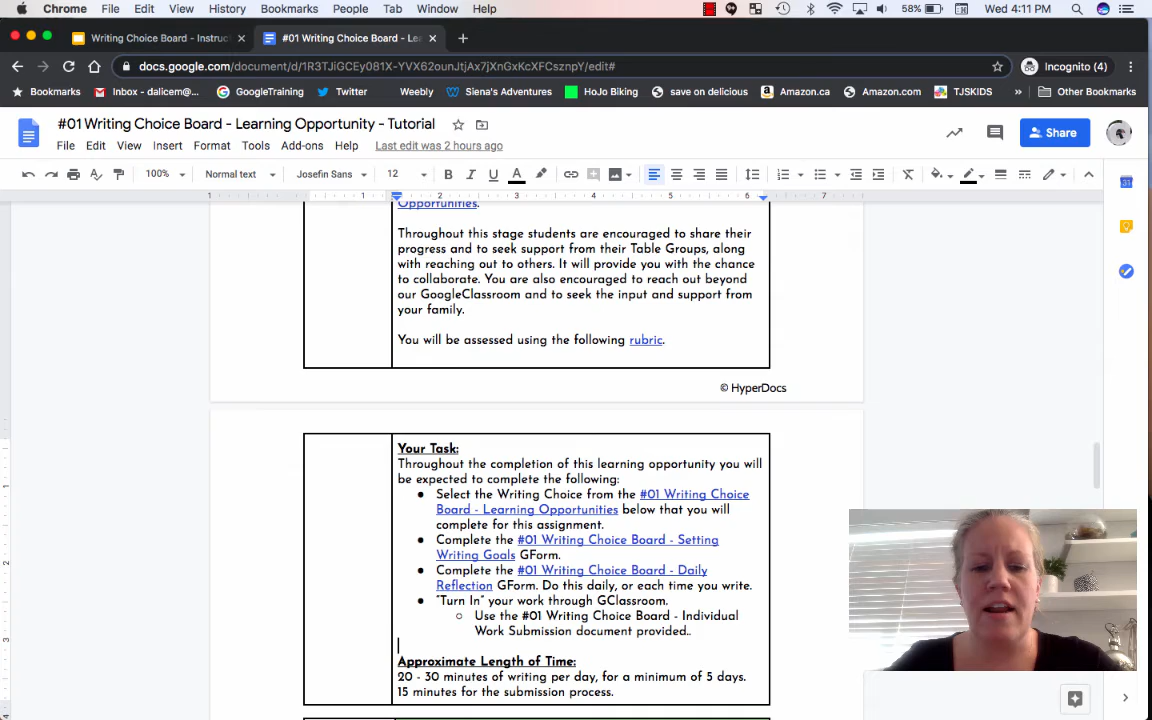 Chrome File Edit View History Bookmarks People Tab Window Help 58% Wed 4:11 PM
Writing Choice Board - Instruc × #01 Writing Choice Board - Lea × +
docs.google.com/document/d/1R3TJiGCEy081X-YVX62ounJtjAx7jXnGxKcXFCsznpY/edit# Incognito (4)
Bookmarks Inbox - dalicem@... GoogleTraining Twitter Weebly Siena's Adventures HoJo Biking save on delicious Amazon.ca Amazon.com TJSKIDS » Other Bookmarks
#01 Writing Choice Board - Learning Opportunity - Tutorial
Share
File Edit View Insert Format Tools Add-ons Help Last edit was 2 hours ago
100% Normal text Josefin Sans 12 B I U A
1 1 2 3 4 5 6 7
Opportunities.
Throughout this stage students are encouraged to share their
progress and to seek support from their Table Groups, along
with reaching out to others. It will provide you with the chance
to collaborate. You are also encouraged to reach out beyond
our GoogleClassroom and to seek the input and support from
your family.
You will be assessed using the following rubric.
© HyperDocs
Your Task:
Throughout the completion of this learning opportunity you will
be expected to complete the following:
● Select the Writing Choice from the #01 Writing Choice
Board - Learning Opportunities below that you will
complete for this assignment.
● Complete the #01 Writing Choice Board - Setting
Writing Goals GForm.
● Complete the #01 Writing Choice Board - Daily
Reflection GForm. Do this daily, or each time you write.
● "Turn In" your work through GClassroom.
○ Use the #01 Writing Choice Board - Individual
Work Submission document provided..
Approximate Length of Time:
20 - 30 minutes of writing per day, for a minimum of 5 days.
15 minutes for the submission process.